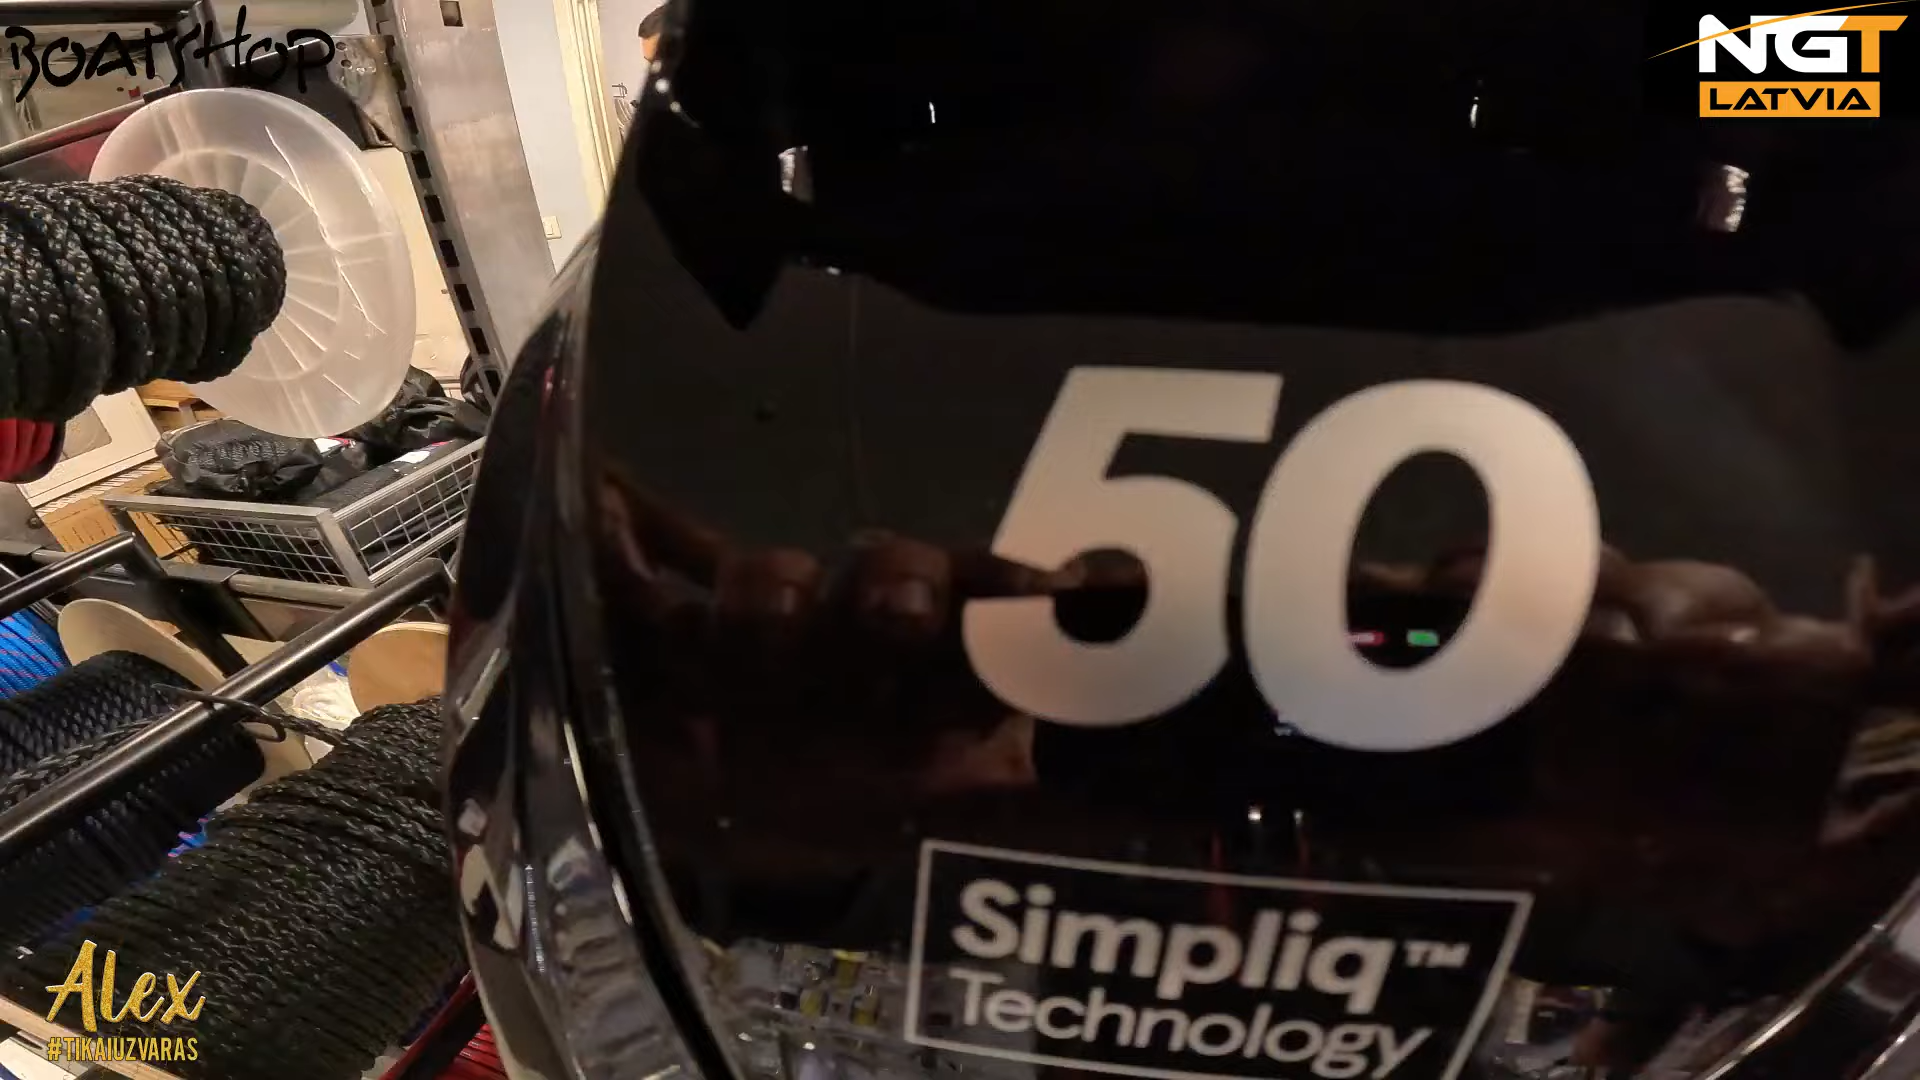 BOATSHOP
NGT
LATVIA
50
Simpliq™
Technology
Alex
#TIKAIUZVARAS